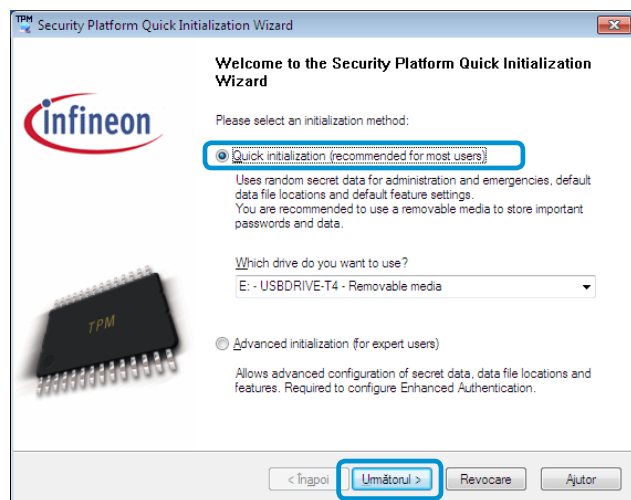 TPM
Security Platform Quick Initialization Wizard
Welcome to the Security Platform Quick Initialization
Wizard
Infineon
Please select an initialization method:
Quick initialization (recommended for most users)
Uses random secret data for administration and emergencies, default
data file locations and default feature settings.
You are recommended to use a removable media to store important
passwords and data.
Which drive do you want to use?
E: - USBDRIVE-T4 - Removable media
TPM
Advanced initialization (for expert users)
Allows advanced configuration of secret data, data file locations and
features. Required to configure Enhanced Authentication.
< Înapoi
Următorul >
Revocare
Ajutor